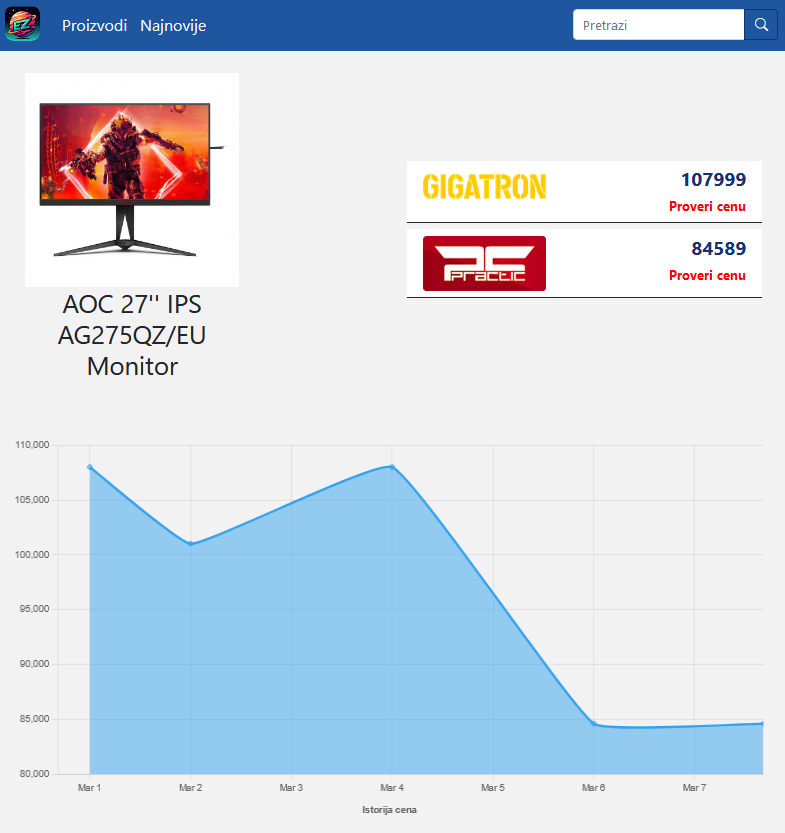 EZ
Proizvodi Najnovije
Pretrazi
AOC 27'' IPS
AG275QZ/EU
Monitor
GIGATRON
107999
Proveri cenu
PC
Practic
84589
Proveri cenu
110,000
105,000
100,000
95,000
90,000
85,000
80,000
Mar 1 Mar 2 Mar 3 Mar 4 Mar 5 Mar 6 Mar 7
Istorija cena